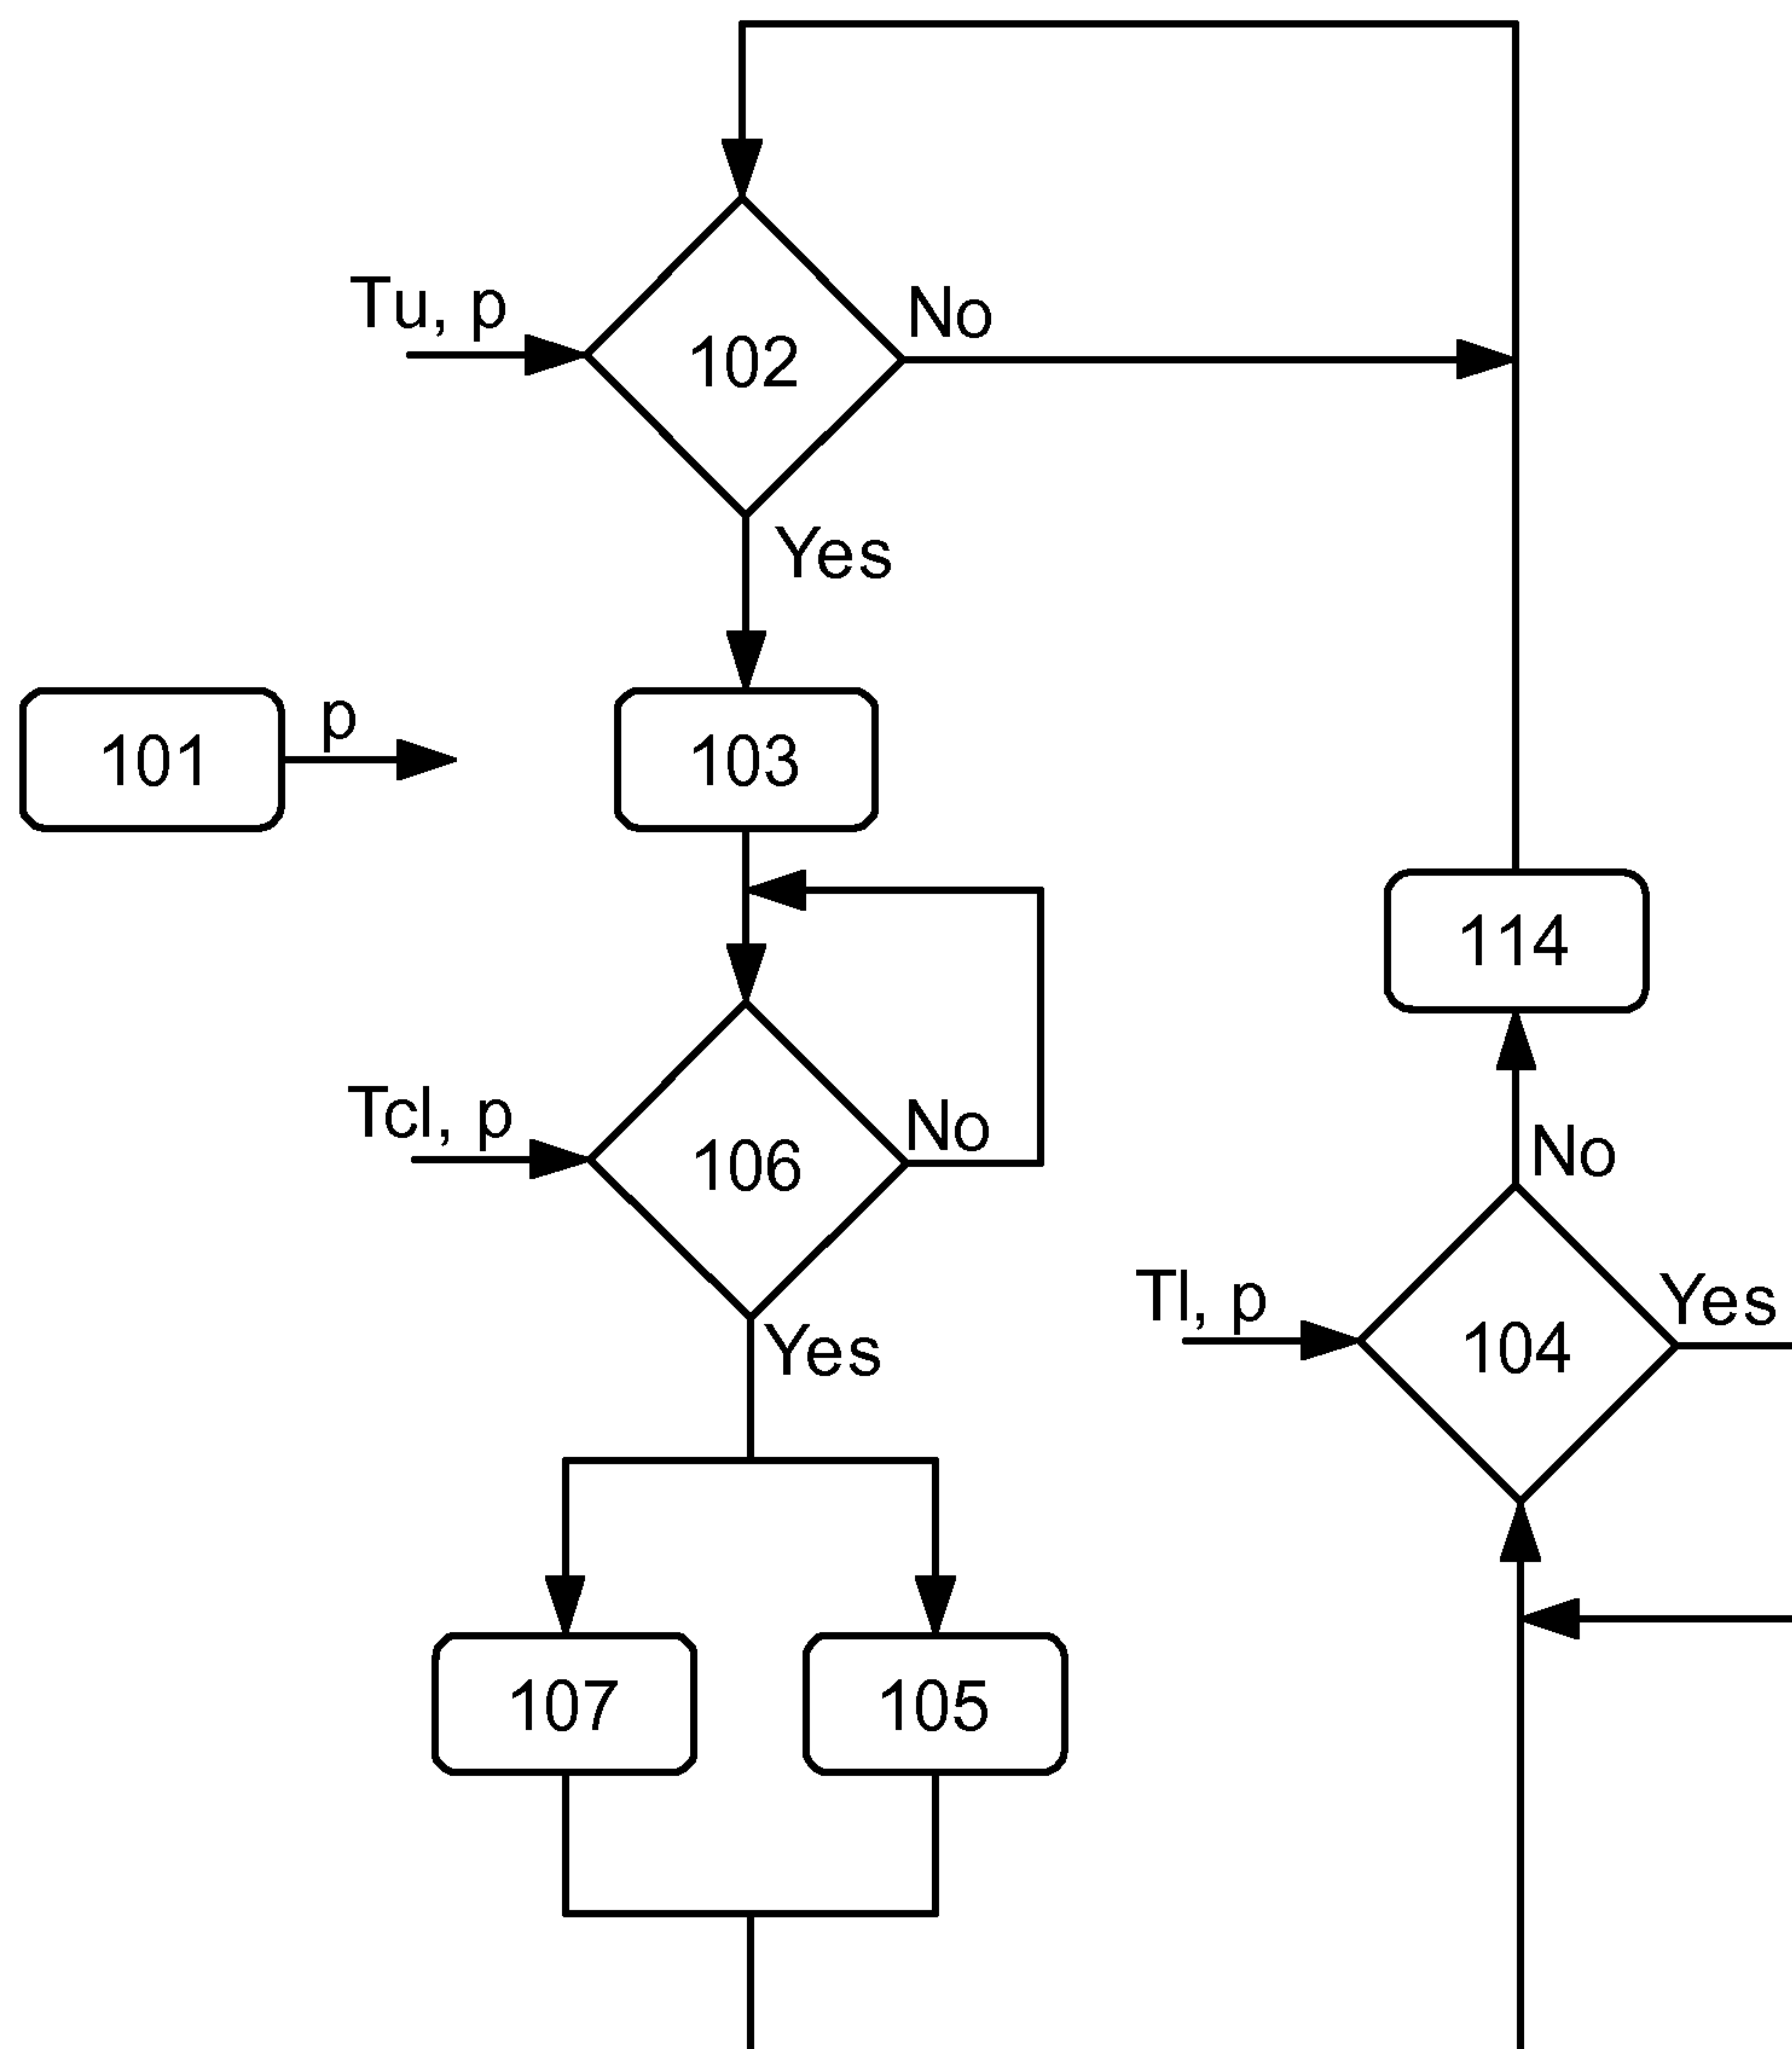 Tu, p
No
102
Yes
101
p
103
114
Tcl, p
No
106
No
Tl, p
Yes
104
Yes
107
105